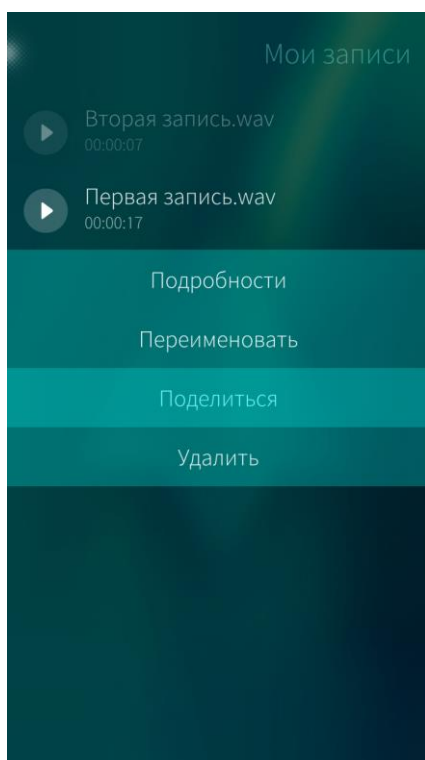 Мои записи
Вторая запись.wav
00:00:07
Первая запись.wav
00:00:17
Подробности
Переименовать
Поделиться
Удалить